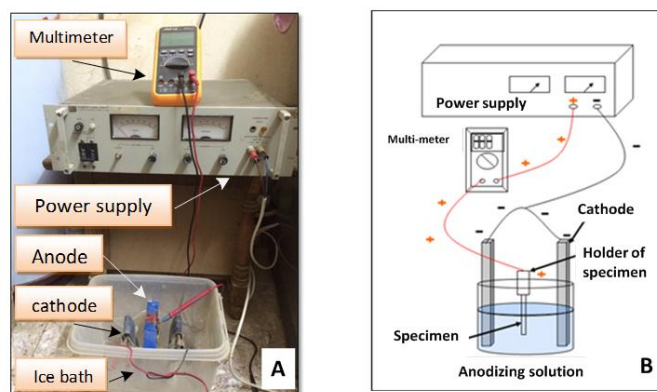 Multimeter
Power supply
Anode
cathode
Ice bath
A
Power supply
+
-
Multi-meter
+
+
+
+
+
-
-
-
-
-
Cathode
Holder of
specimen
+
Specimen
Anodizing solution
B